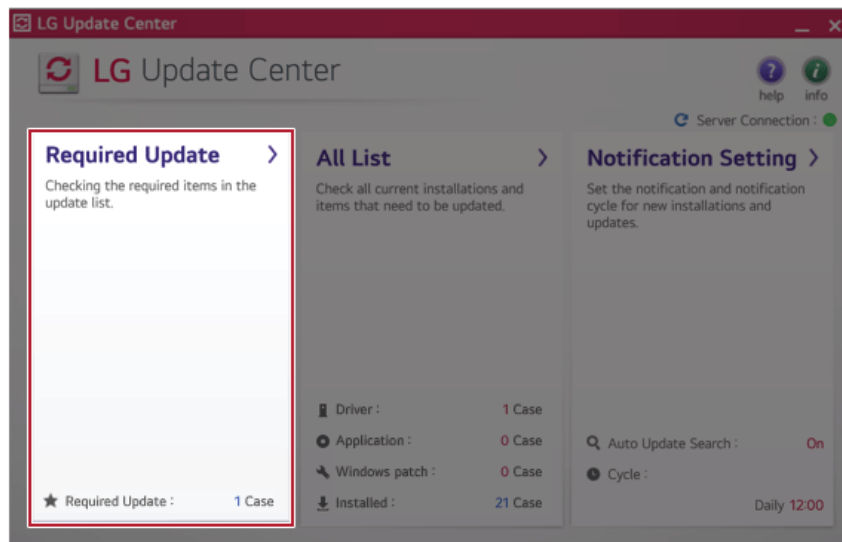 LG Update Center
LG Update Center
help
info
Server Connection :
Required Update
Checking the required items in the
update list.
Required Update :
1 Case
All List
Check all current installations and
items that need to be updated.
Driver :
1 Case
Application :
0 Case
Windows patch :
0 Case
Installed :
21 Case
Notification Setting
Set the notification and notification
cycle for new installations and
updates.
Auto Update Search :
On
Cycle :
Daily 12:00